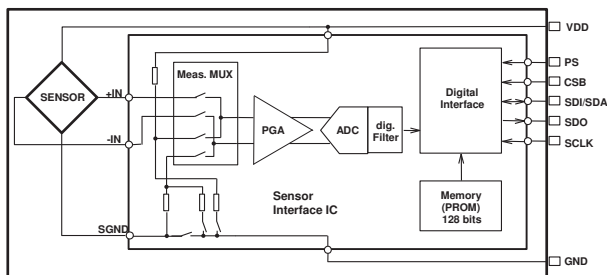 VDD
PS
Meas. MUX
+IN
SENSOR
CSB
Digital
Interface
SDI/SDA
PGA
ADC
dig.
Filter
SDO
-IN
SCLK
Sensor
Interface IC
Memory
(PROM)
128 bits
SGND
GND